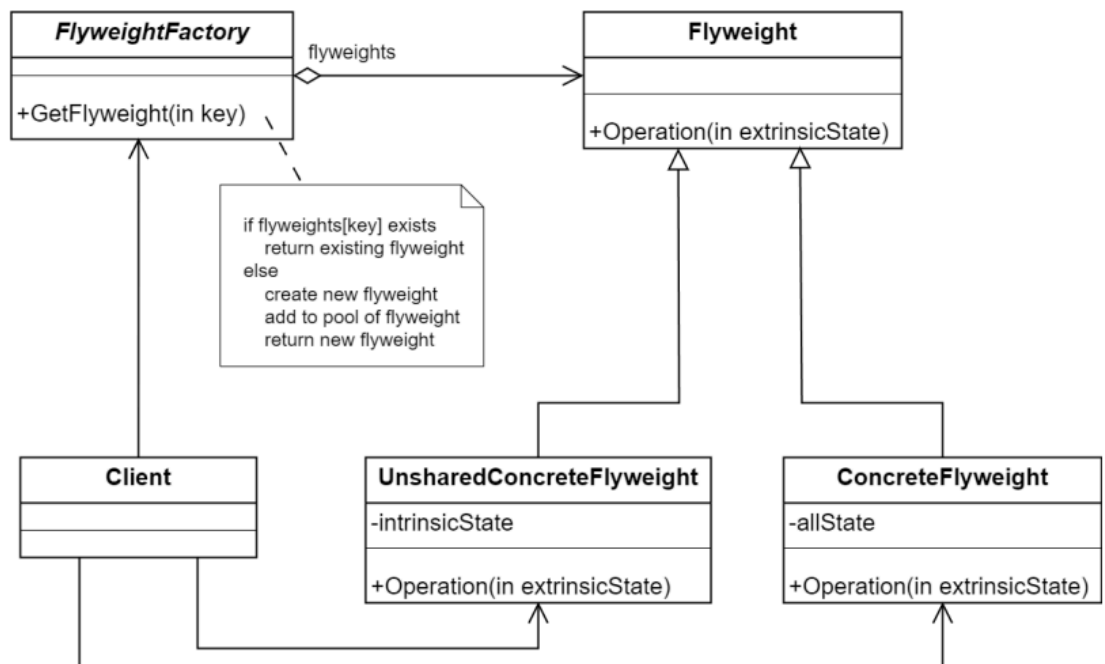 FlyweightFactory
+GetFlyweight(in key)
flyweights
Flyweight
+Operation(in extrinsicState)
if flyweights[key] exists
return existing flyweight
else
create new flyweight
add to pool of flyweight
return new flyweight
Client
UnsharedConcreteFlyweight
-intrinsicState
+Operation(in extrinsicState)
ConcreteFlyweight
-allState
+Operation(in extrinsicState)